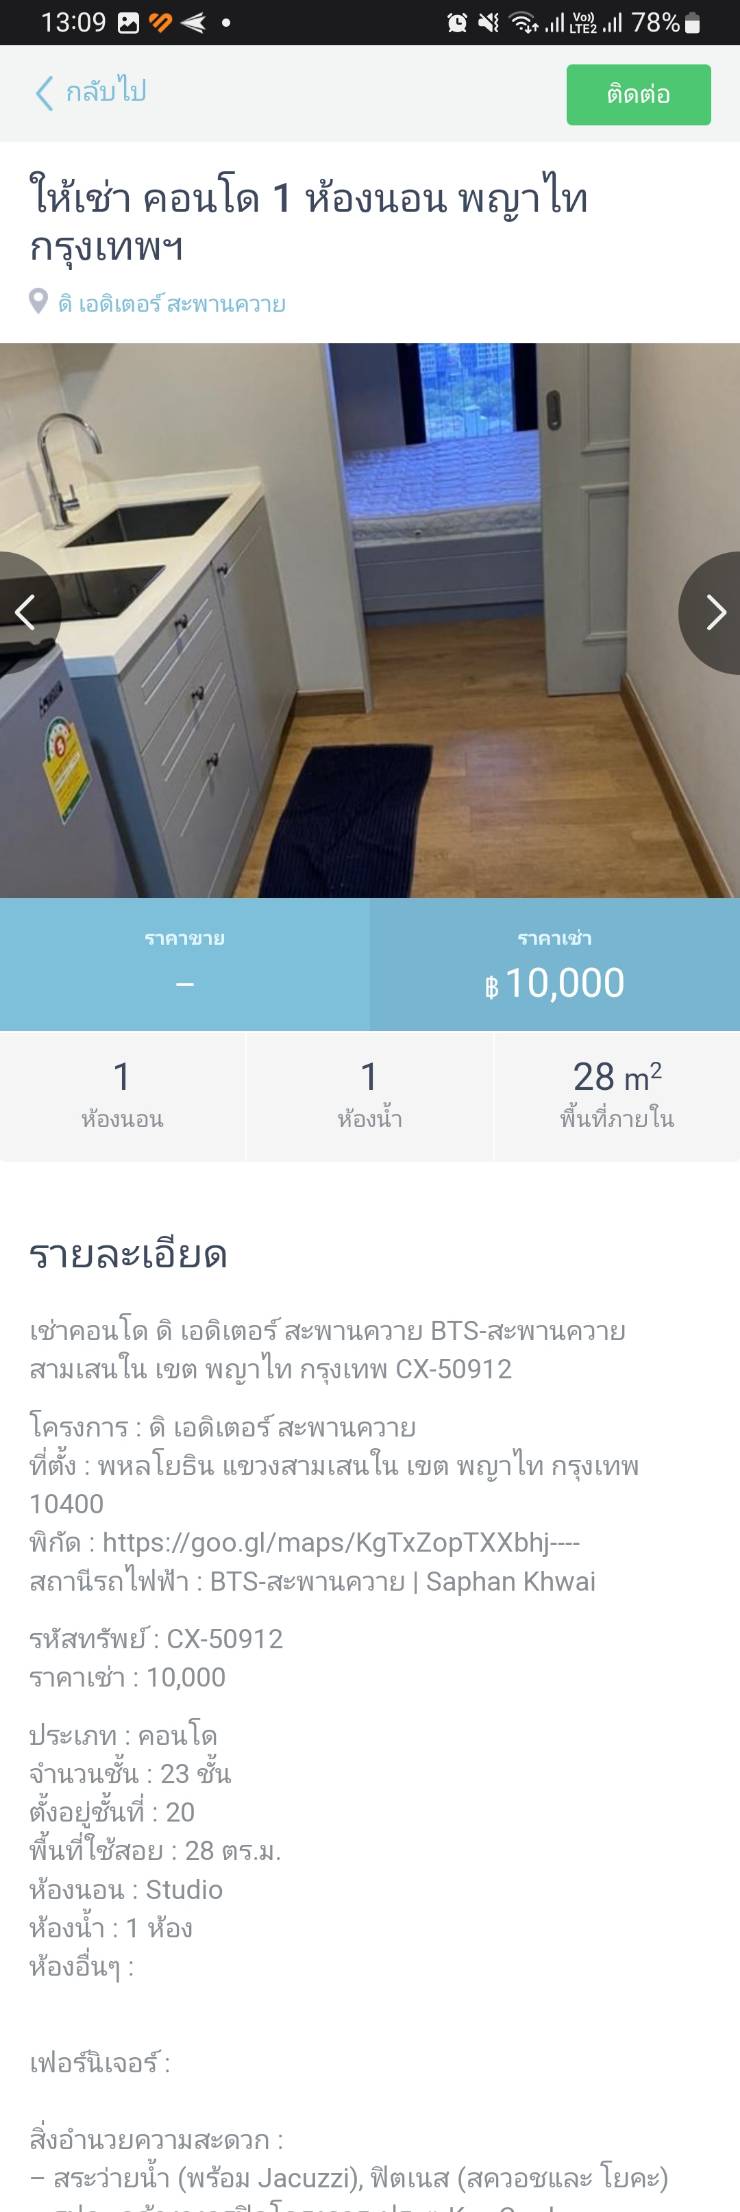 13:09
Vo)) LTE2 78%
กลับไป
ติดต่อ
ให้เช่า คอนโด 1 ห้องนอน พญาไท
กรุงเทพฯ
ดิ เอดิเตอร์ สะพานควาย
5
ราคาขาย
–
ราคาเช่า
฿ 10,000
1
ห้องนอน
1
ห้องน้ำ
28 m²
พื้นที่ภายใน
รายละเอียด
เช่าคอนโด ดิ เอดิเตอร์ สะพานควาย BTS-สะพานควาย
สามเสนใน เขต พญาไท กรุงเทพ CX-50912
โครงการ : ดิ เอดิเตอร์ สะพานควาย
ที่ตั้ง : พหลโยธิน แขวงสามเสนใน เขต พญาไท กรุงเทพ
10400
พิกัด : https://goo.gl/maps/KgTxZopTXXbhj----
สถานีรถไฟฟ้า : BTS-สะพานควาย | Saphan Khwai
รหัสทรัพย์ : CX-50912
ราคาเช่า : 10,000
ประเภท : คอนโด
จำนวนชั้น : 23 ชั้น
ตั้งอยู่ชั้นที่ : 20
พื้นที่ใช้สอย : 28 ตร.ม.
ห้องนอน : Studio
ห้องน้ำ : 1 ห้อง
ห้องอื่นๆ :
เฟอร์นิเจอร์ :
สิ่งอำนวยความสะดวก :
– สระว่ายน้ำ (พร้อม Jacuzzi), ฟิตเนส (สควอชและ โยคะ)